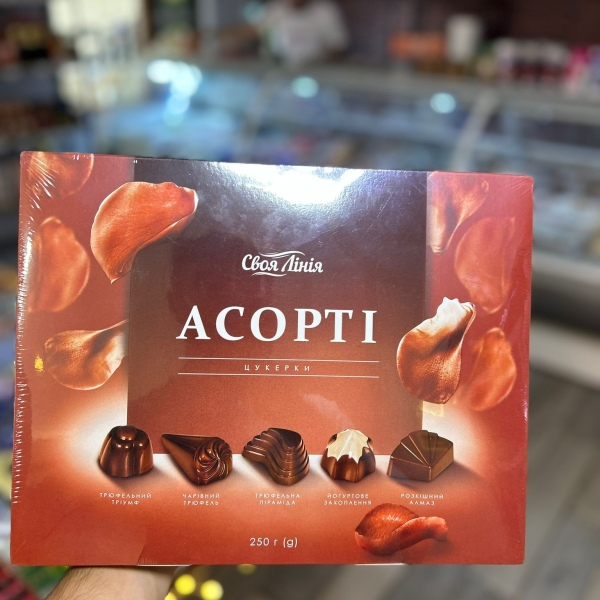 Своя Лінія
АСОРТІ
ЦУКЕРКИ
ТРЮФЕЛЬНИЙ
ТРІУМФ
ЧАРІВНИЙ
ТРЮФЕЛЬ
ТРЮФЕЛЬНА
ПІРАМІДА
ЙОГУРТОВЕ
ЗАХОПЛЕННЯ
РОЗКІШНИЙ
АЛМАЗ
250 г (g)